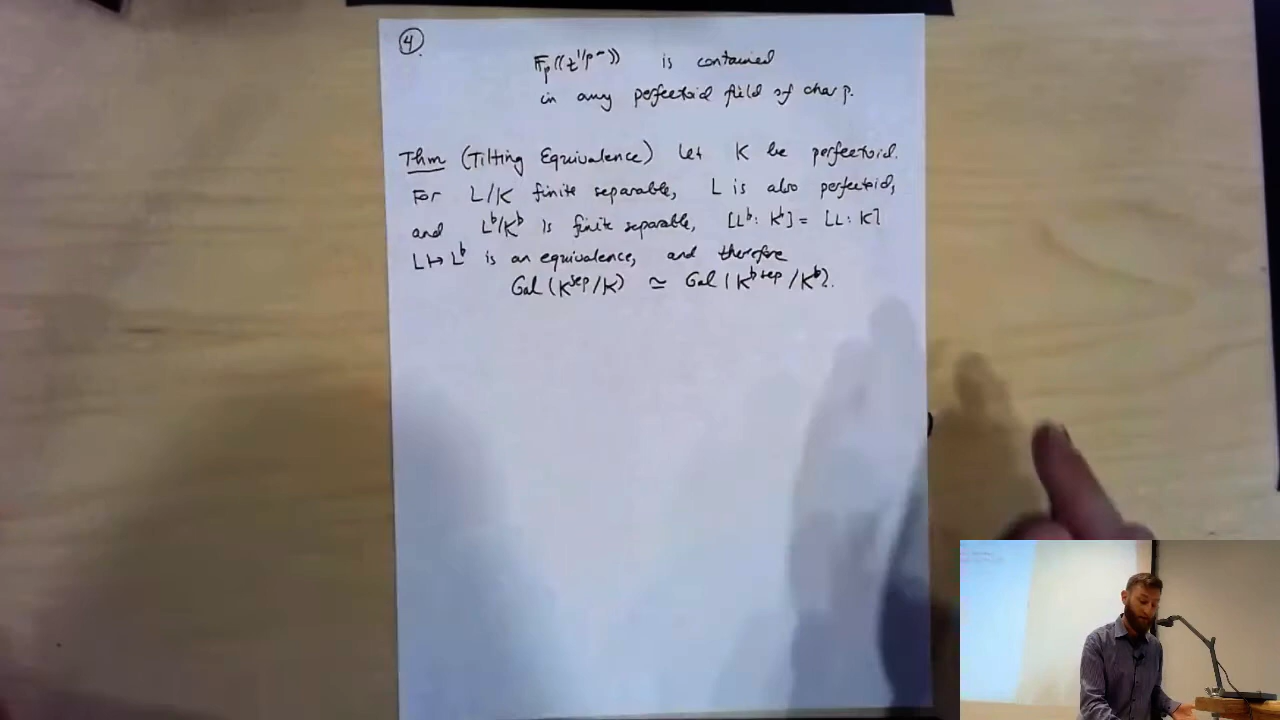 ④
𝔽_p((t^{1/p^∞})) is contained
in any perfectoid field of char p.
Thm (Tilting Equivalence) Let K be perfectoid.
For L/K finite separable, L is also perfectoid,
and L^♭/K^♭ is finite separable, [L^♭: K^♭] = [L: K]
L ↦ L^♭ is an equivalence, and therefore
Gal (K^{sep}/K) ≃ Gal (K^{♭sep}/K^♭).